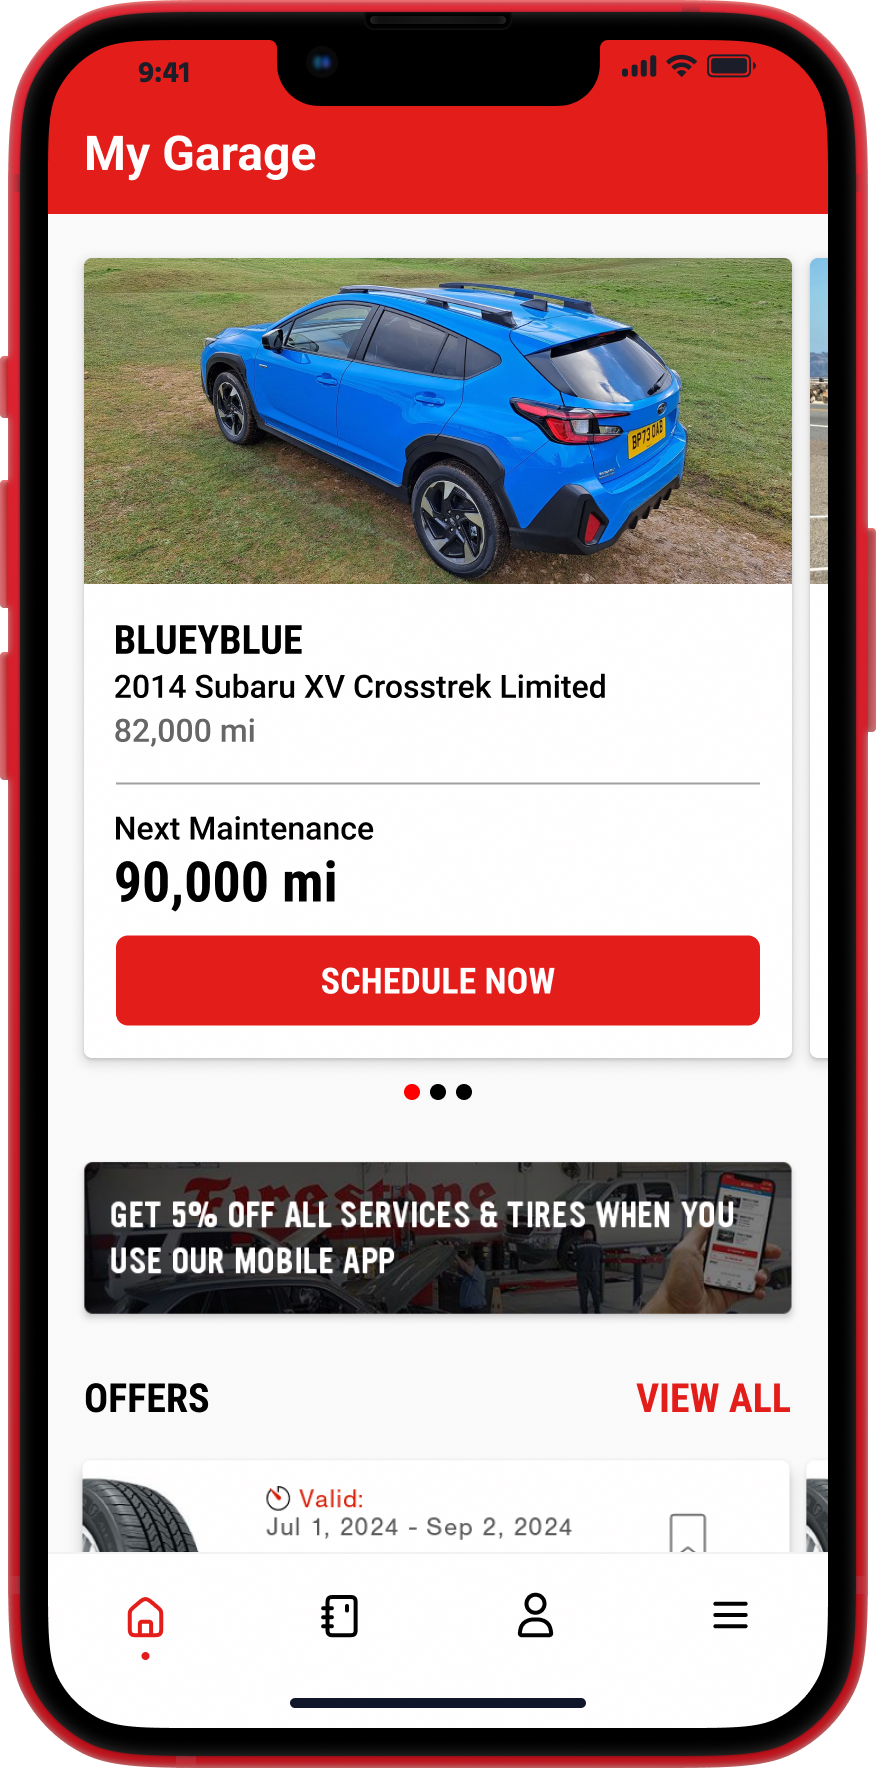 9:41
My Garage
BP73 OAB
BLUEYBLUE
2014 Subaru XV Crosstrek Limited
82,000 mi
Next Maintenance
90,000 mi
SCHEDULE NOW
Firestone
GET 5% OFF ALL SERVICES & TIRES WHEN YOU
USE OUR MOBILE APP
OFFERS
VIEW ALL
Valid:
Jul 1, 2024 - Sep 2, 2024